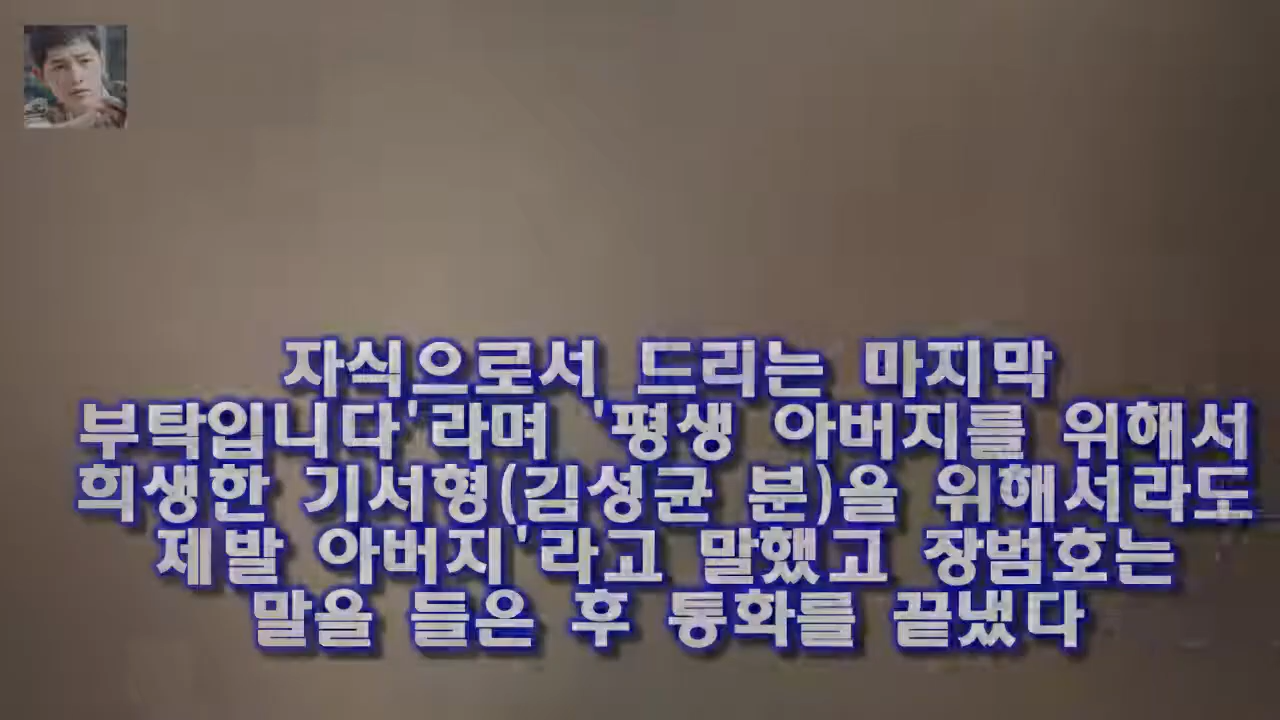 자식으로서 드리는 마지막
부탁입니다'라며 '평생 아버지를 위해서
희생한 기서형(김성균 분)을 위해서라도
제발 아버지'라고 말했고 장범호는
말을 들은 후 통화를 끝냈다